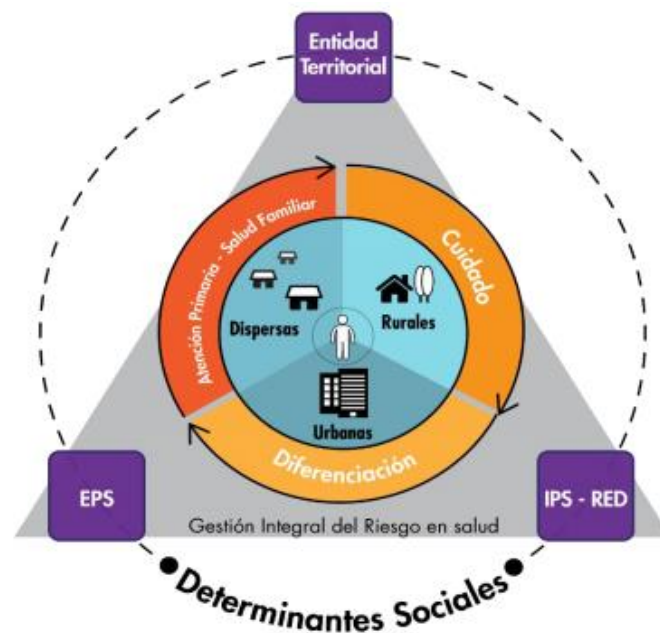 Entidad
Territorial
Atención Primaria - Salud Familiar
Cuidado
Dispersas
Rurales
Urbanas
Diferenciación
EPS
IPS - RED
Gestión Integral del Riesgo en salud
Determantes Sociales